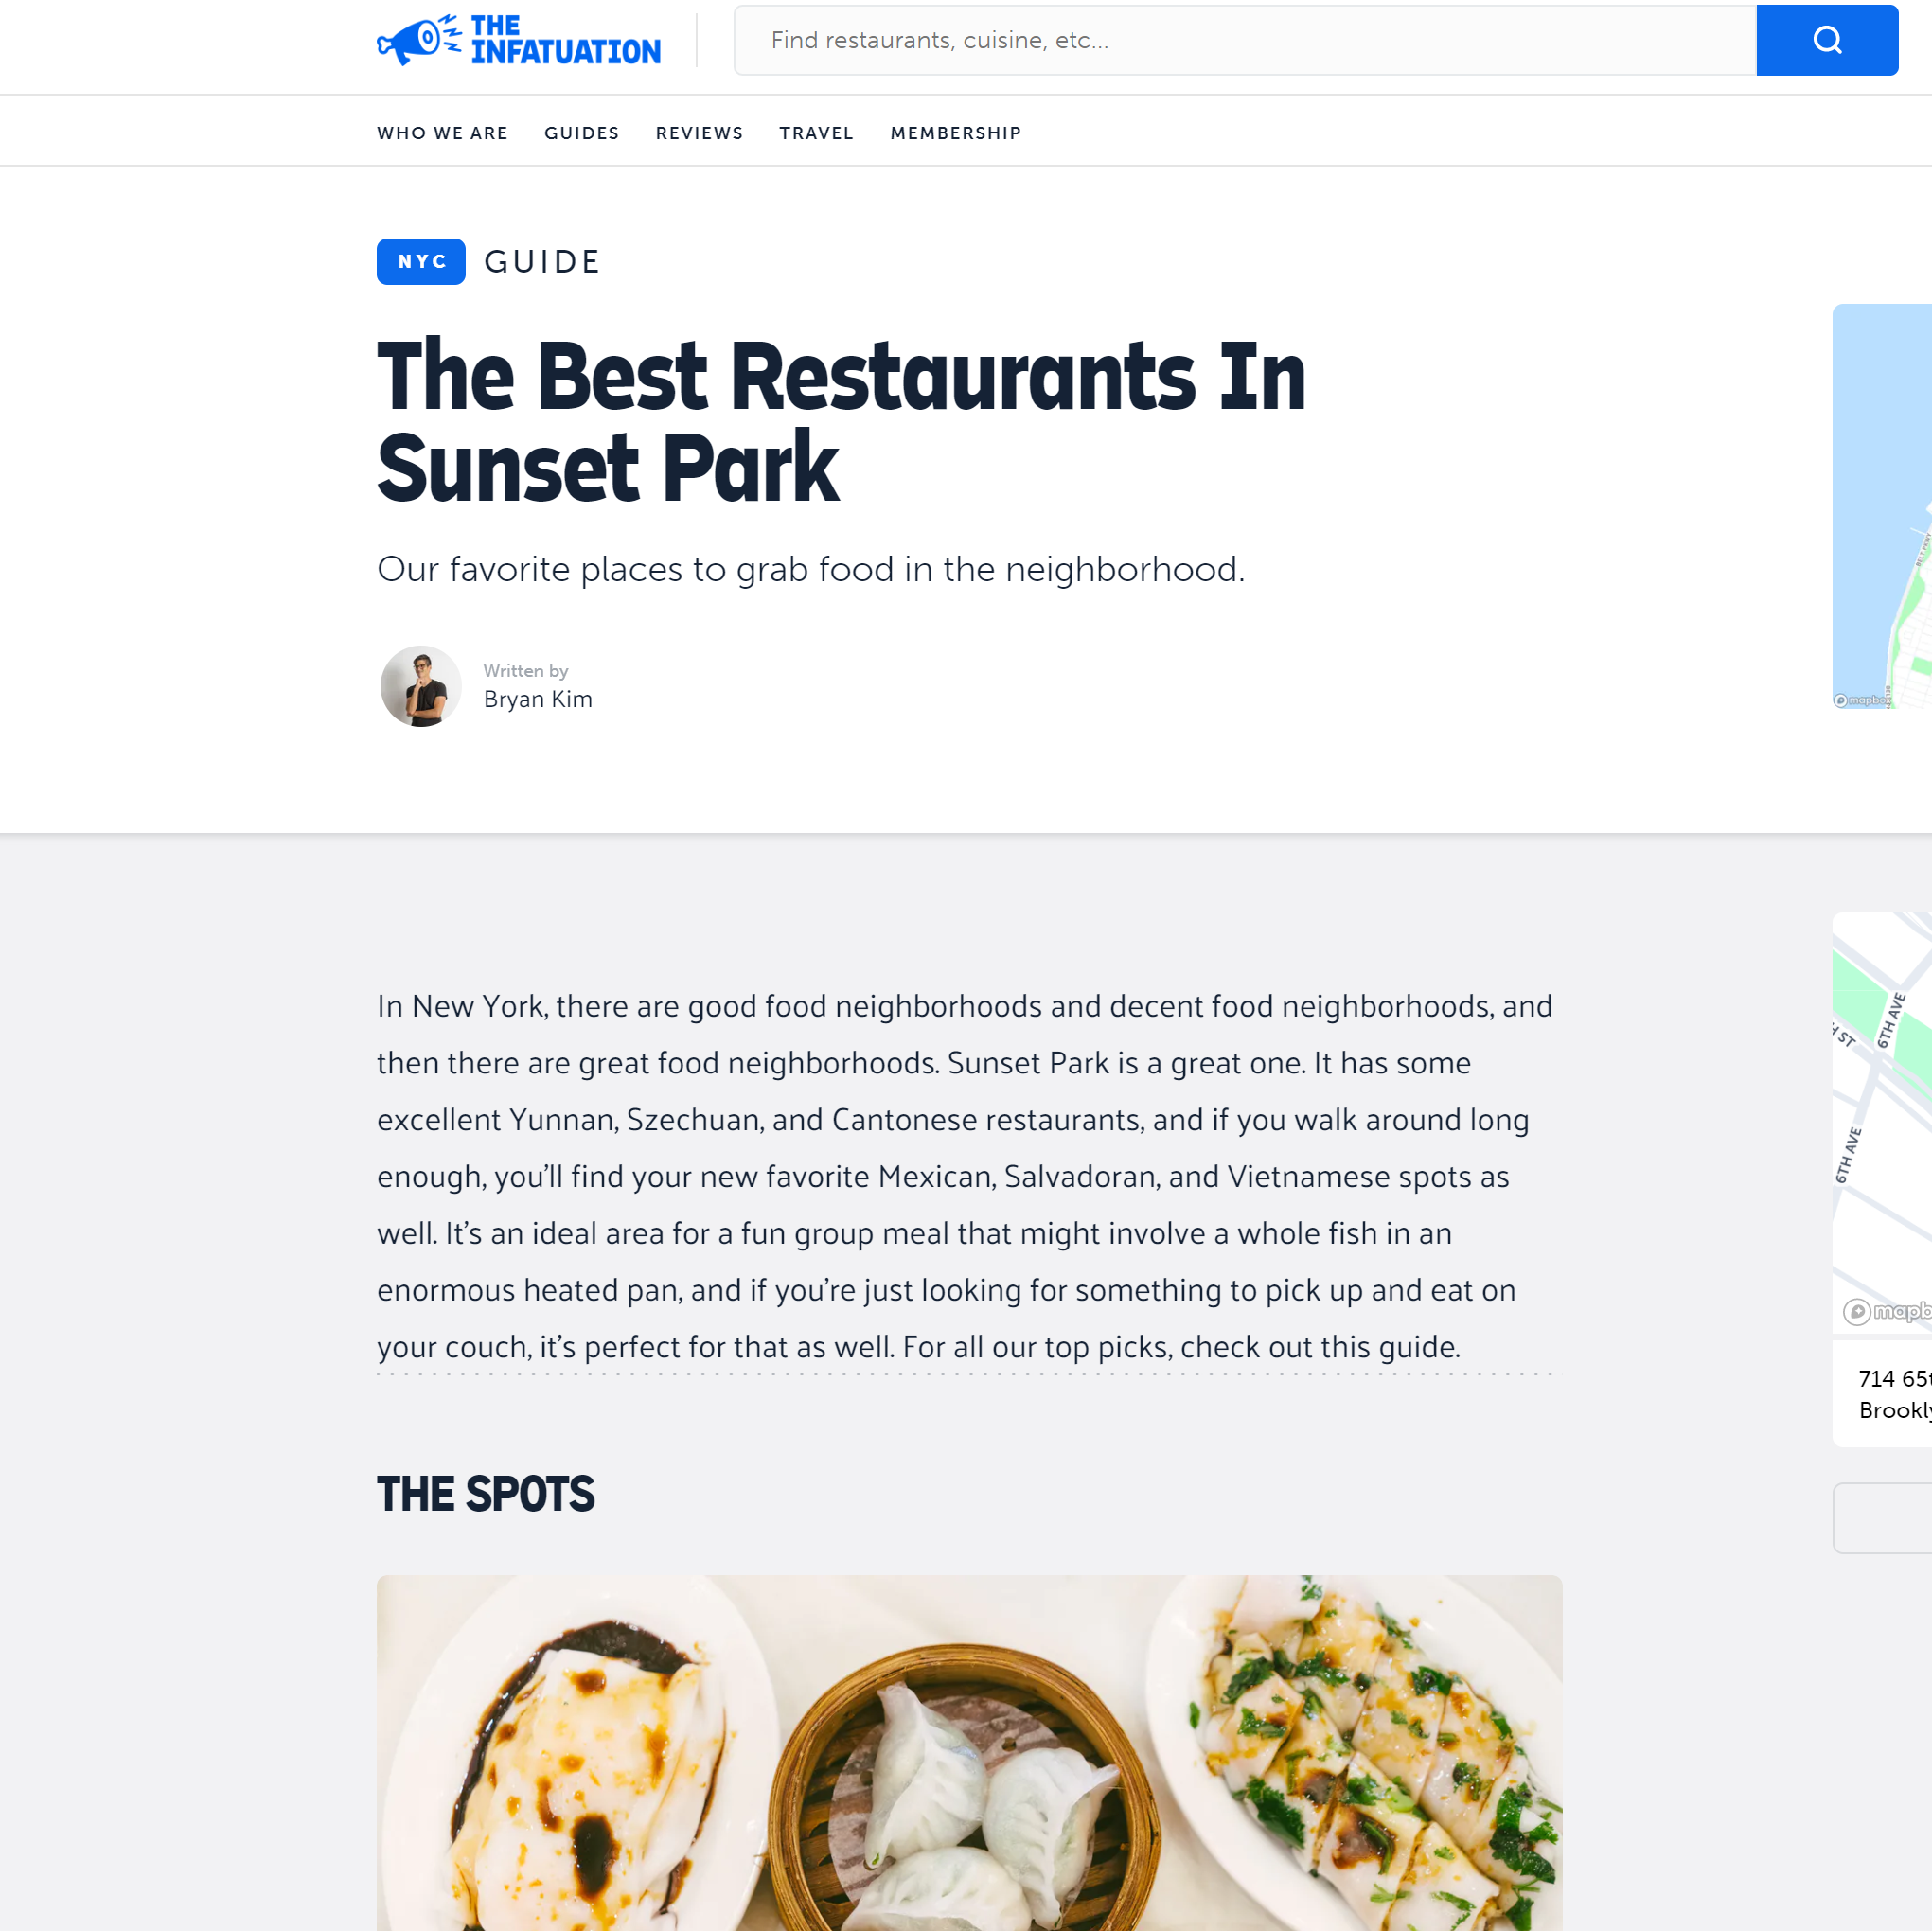 THE
INFATUATION
Find restaurants, cuisine, etc...
WHO WE ARE GUIDES REVIEWS TRAVEL MEMBERSHIP
NYC GUIDE
The Best Restaurants In
Sunset Park
Our favorite places to grab food in the neighborhood.
Written by
Bryan Kim
mapbox
In New York, there are good food neighborhoods and decent food neighborhoods, and
then there are great food neighborhoods. Sunset Park is a great one. It has some
excellent Yunnan, Szechuan, and Cantonese restaurants, and if you walk around long
enough, you’ll find your new favorite Mexican, Salvadoran, and Vietnamese spots as
well. It’s an ideal area for a fun group meal that might involve a whole fish in an
enormous heated pan, and if you’re just looking for something to pick up and eat on
your couch, it’s perfect for that as well. For all our top picks, check out this guide.
6TH AVE
H ST
6TH AVE
mapb
714 65t
Brookly
THE SPOTS